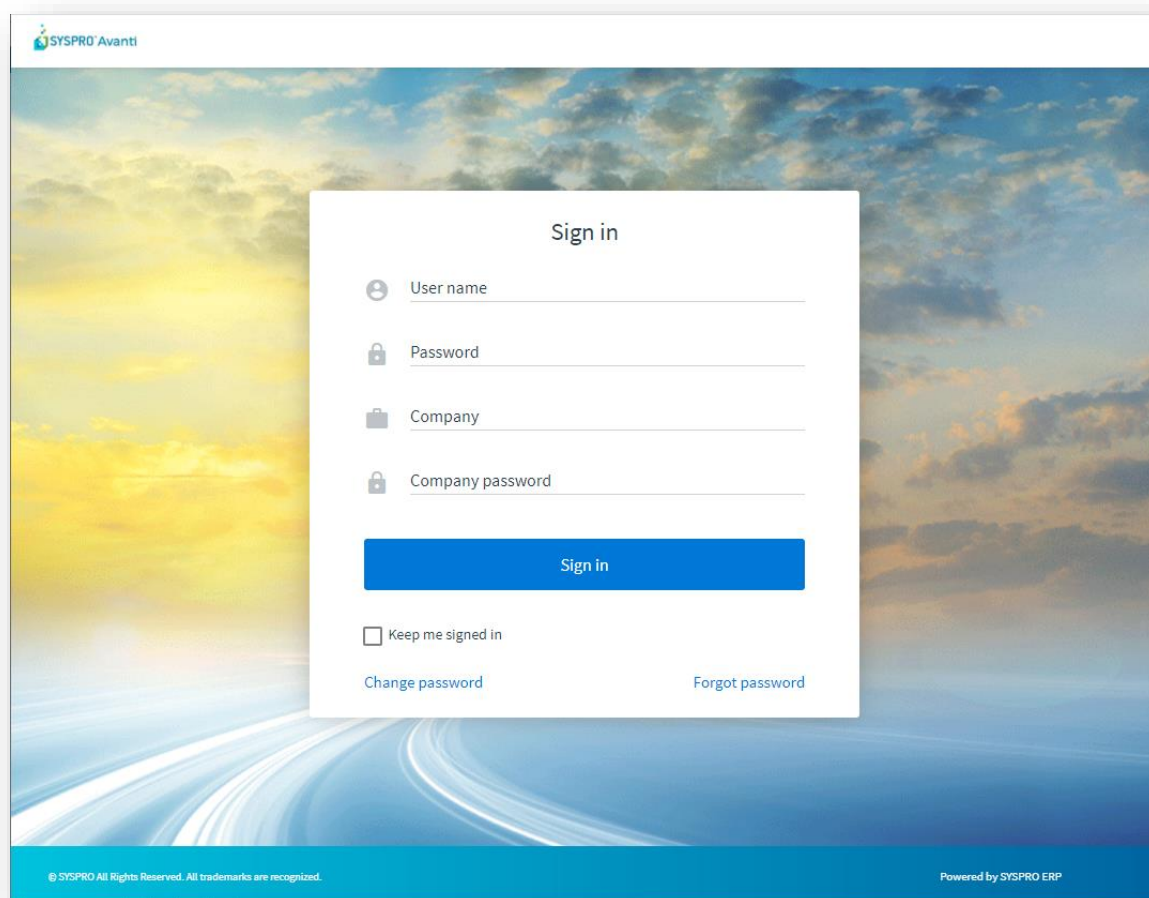 SYSPRO Avanti
Sign in
User name
Password
Company
Company password
Sign in
Keep me signed in
Change password Forgot password
© SYSPRO All Rights Reserved. All trademarks are recognized. Powered by SYSPRO ERP